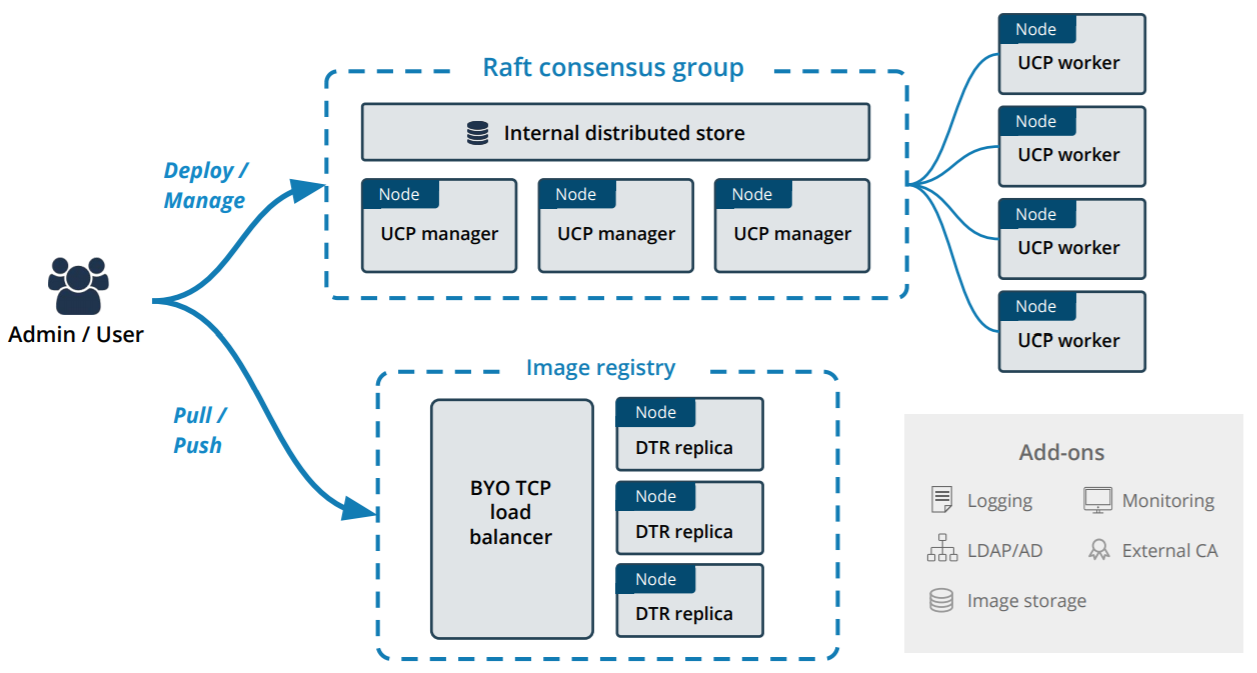 Raft consensus group
Internal distributed store
Node
UCP manager
Node
UCP manager
Node
UCP manager
Node
UCP worker
Node
UCP worker
Node
UCP worker
Node
UCP worker
Deploy /
Manage
Admin / User
Pull /
Push
Image registry
BYO TCP
load
balancer
Node
DTR replica
Node
DTR replica
Node
DTR replica
Add-ons
Logging
Monitoring
LDAP/AD
External CA
Image storage